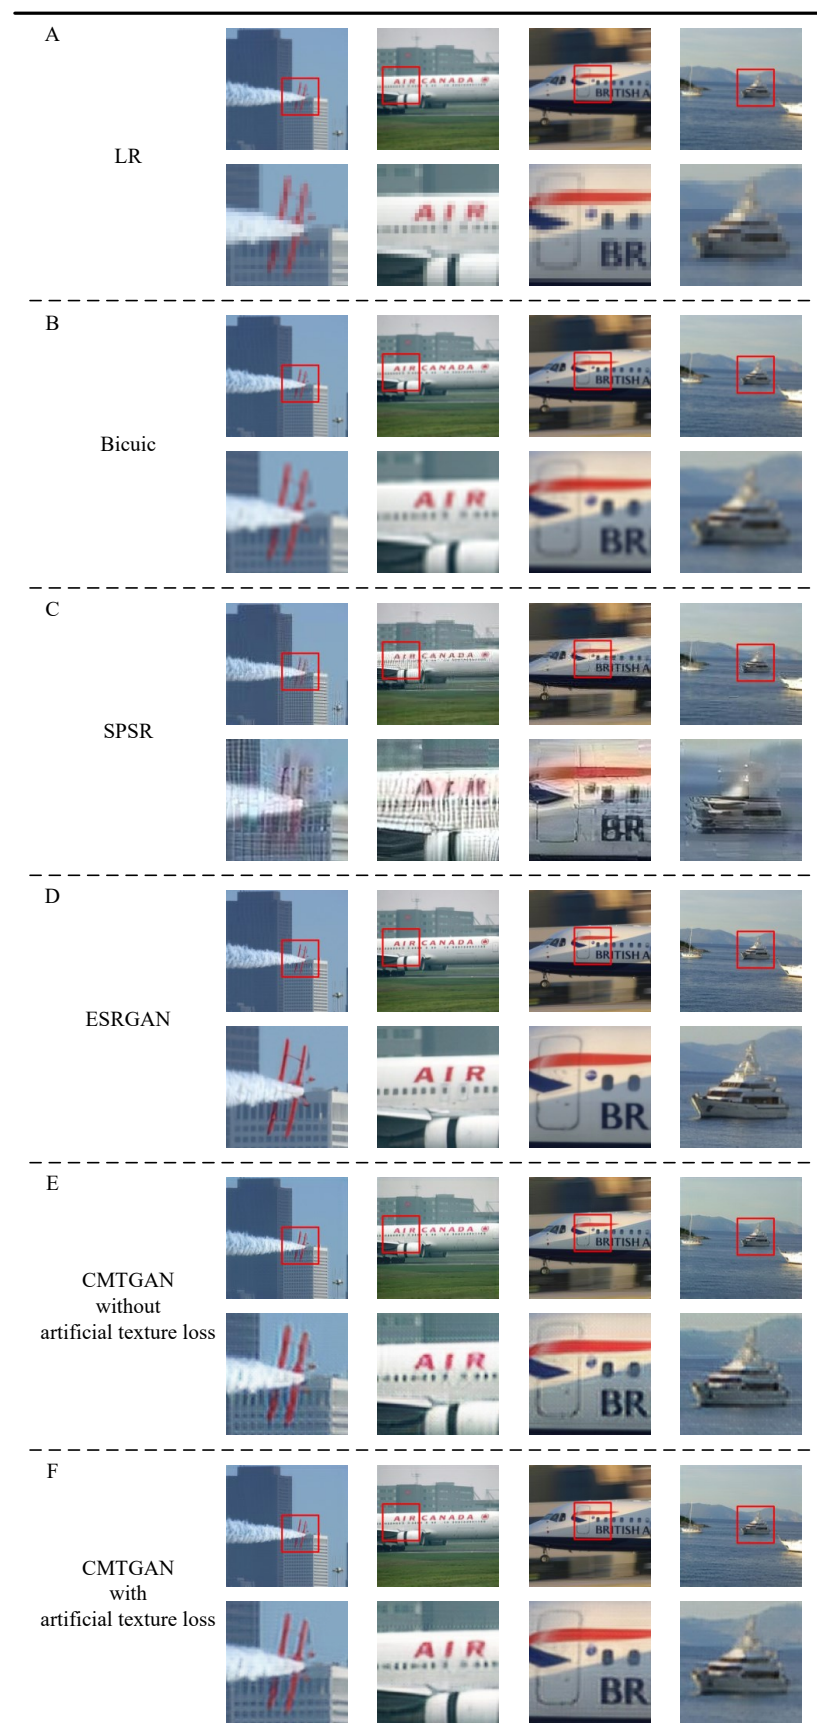 A
LR
AIR CANADA
BRITISH A
AIR
BR
B
Bicuic
AIR CANADA
BRITISH A
AIR
BR
C
SPSR
AIR CANADA
BRITISH A
AIR
BR
D
ESRGAN
AIR CANADA
BRITISH A
AIR
BR
E
CMTGAN
without
artificial texture loss
AIR CANADA
BRITISH A
AIR
BR
F
CMTGAN
with
artificial texture loss
AIR CANADA
BRITISH A
AIR
BR